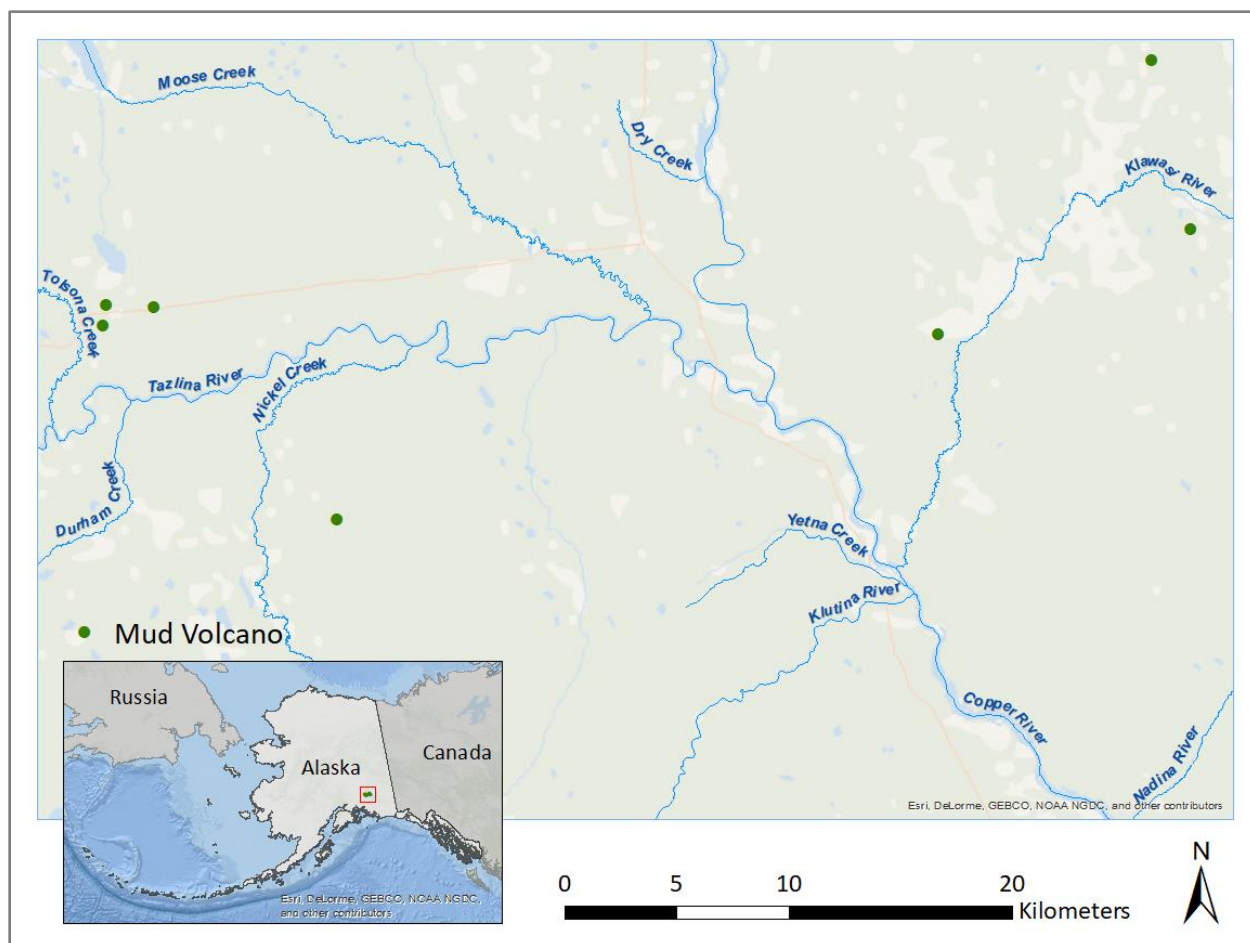 Moose Creek
Dry Creek
Klawasi River
Tolsona Creek
Tazlina River
Nickel Creek
Durham Creek
Yetna Creek
Klutina River
Copper River
Nadina River
Esri, DeLorme, GEBCO, NOAA NGDC, and other contributors
Mud Volcano
Russia
Alaska
Canada
Esri, DeLorme, GEBCO, NOAA NGDC,
and other contributors
0 5 10 20
Kilometers
N